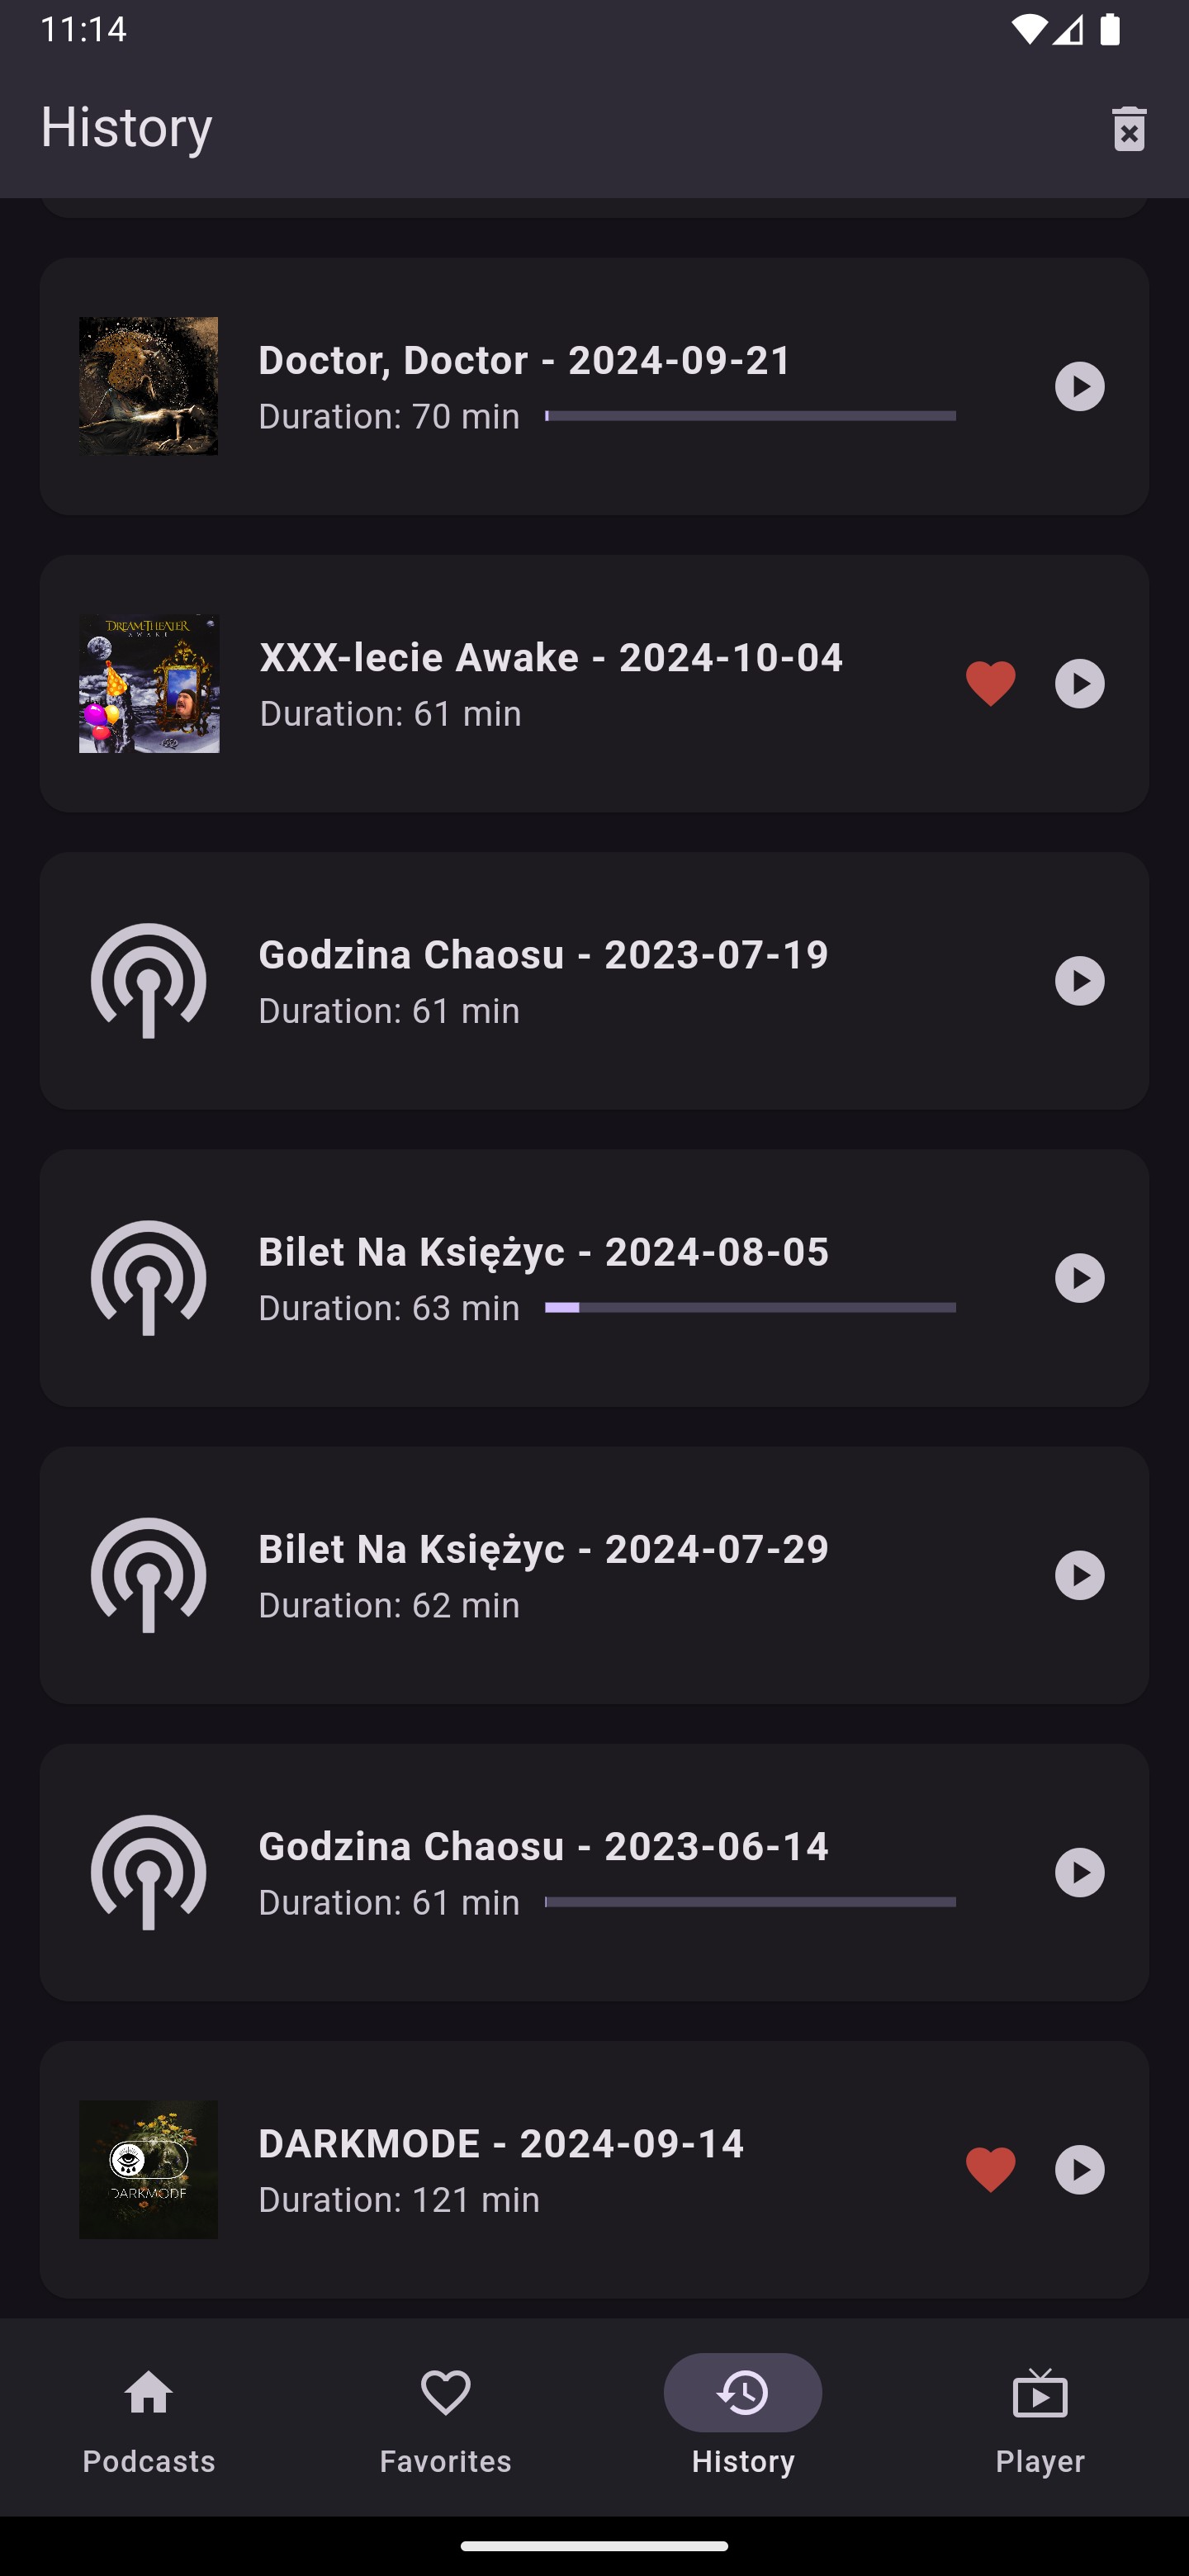 11:14
History
Doctor, Doctor - 2024-09-21
Duration: 70 min
DREAM THEATER
AWAKE
XXX-lecie Awake - 2024-10-04
Duration: 61 min
Godzina Chaosu - 2023-07-19
Duration: 61 min
Bilet Na Księżyc - 2024-08-05
Duration: 63 min
Bilet Na Księżyc - 2024-07-29
Duration: 62 min
Godzina Chaosu - 2023-06-14
Duration: 61 min
DARKMODE
DARKMODE - 2024-09-14
Duration: 121 min
Podcasts
Favorites
History
Player